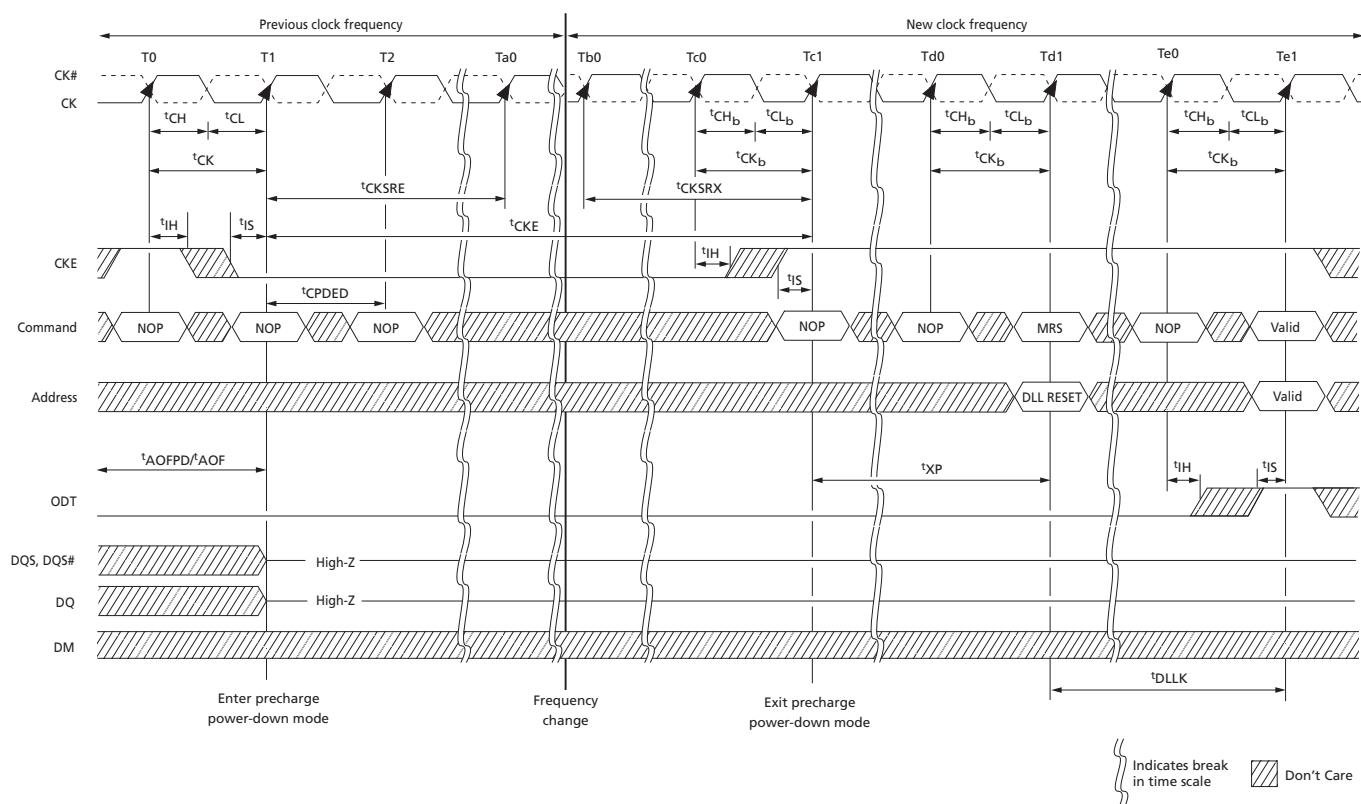 Previous clock frequency New clock frequency
T0 T1 T2 Ta0 Tb0 Tc0 Tc1 Td0 Td1 Te0 Te1
CK#
CK
tCH tCL tCHb tCLb tCHb tCLb tCHb tCLb
tCK tCKb tCKb tCKb
tCKSRE tCKSRX
tIH tIS tCKE
CKE tIH
tIS
tCPDED
Command NOP NOP NOP NOP NOP MRS NOP Valid
Address DLL RESET Valid
tAOFPD/tAOF tXP tIH tIS
ODT
DQS, DQS# High-Z
DQ High-Z
DM
tDLLK
Enter precharge
power-down mode
Frequency
change
Exit precharge
power-down mode
Indicates break
in time scale
Don't Care